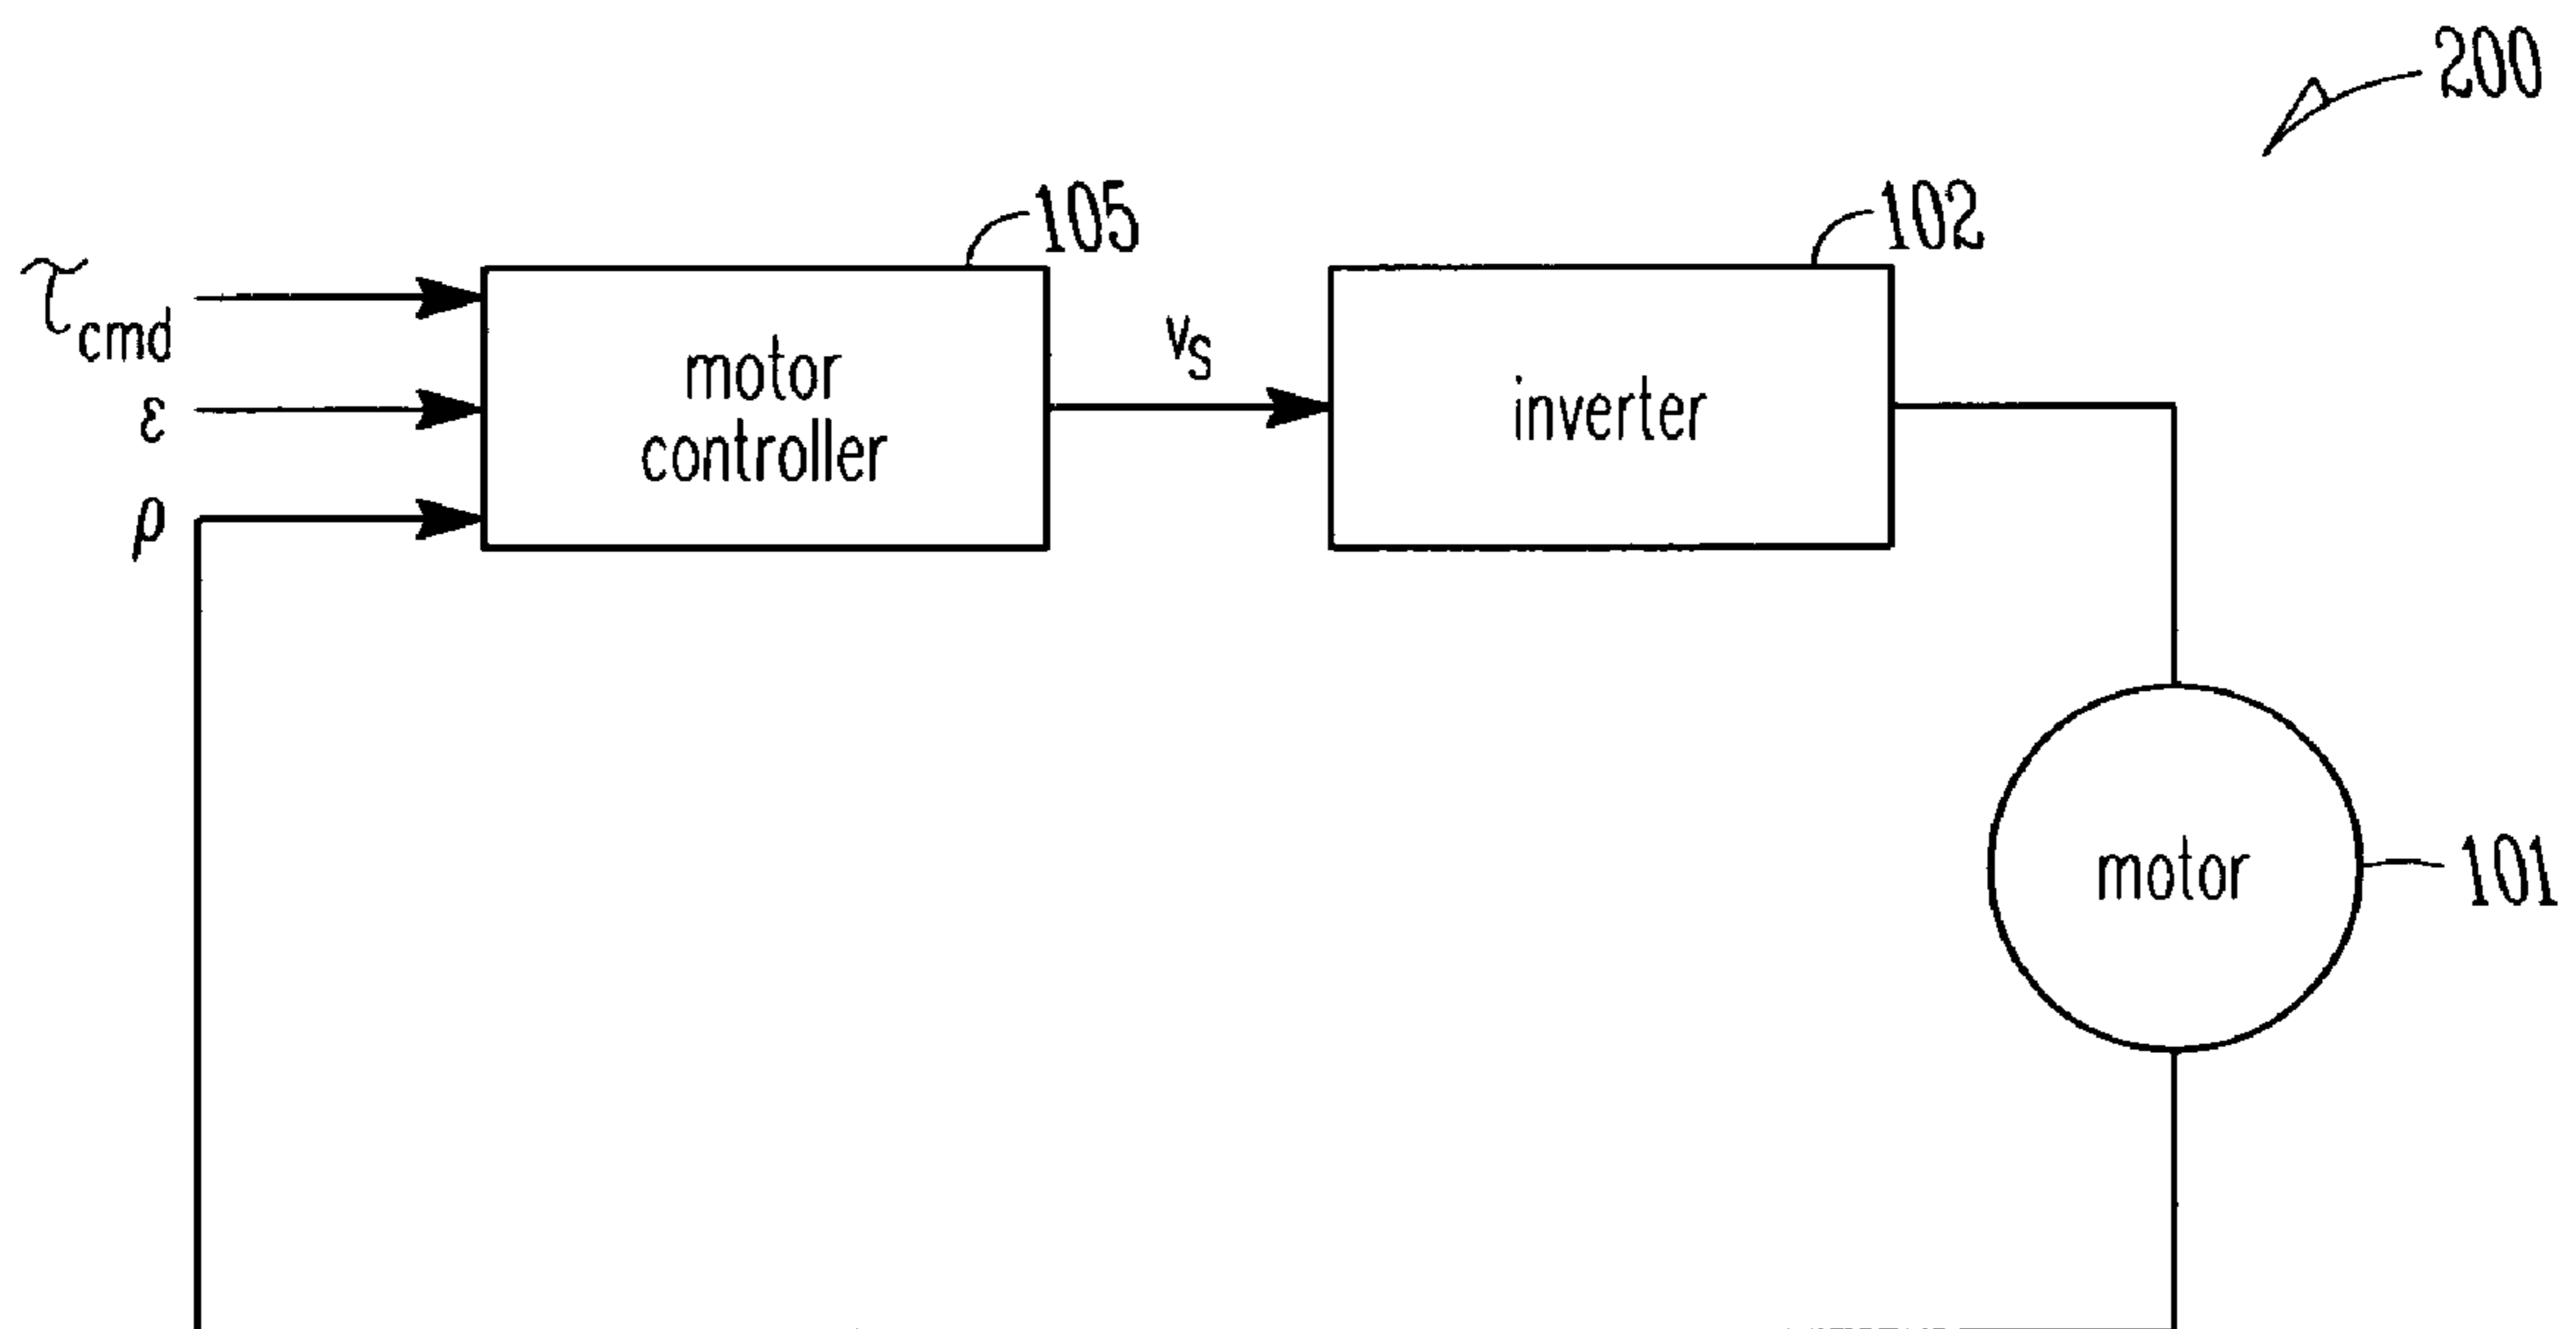 200
105
102
τcmd
ε
ρ
motor
controller
vs
inverter
motor
101